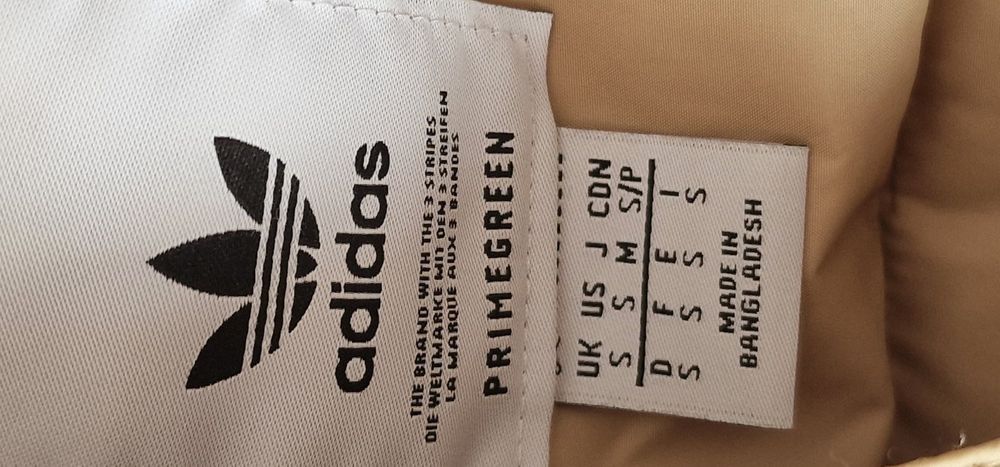 adidas
THE BRAND WITH THE 3 STRIPES
DIE WELTMARKE MIT DEN 3 STREIFEN
LA MARQUE AUX 3 BANDES
PRIMEGREEN
UK US J CDN
S S M S/P
D F E I
S S S S
MADE IN
BANGLADESH